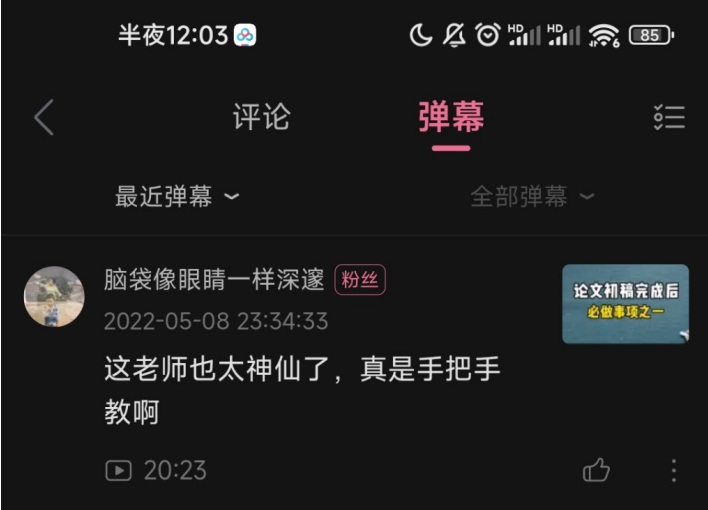 半夜12:03
HD HD 6 85
评论 弹幕
最近弹幕 全部弹幕
脑袋像眼睛一样深邃 粉丝
2022-05-08 23:34:33
论文初稿完成后
必做事项之一
这老师也太神仙了，真是手把手
教啊
20:23